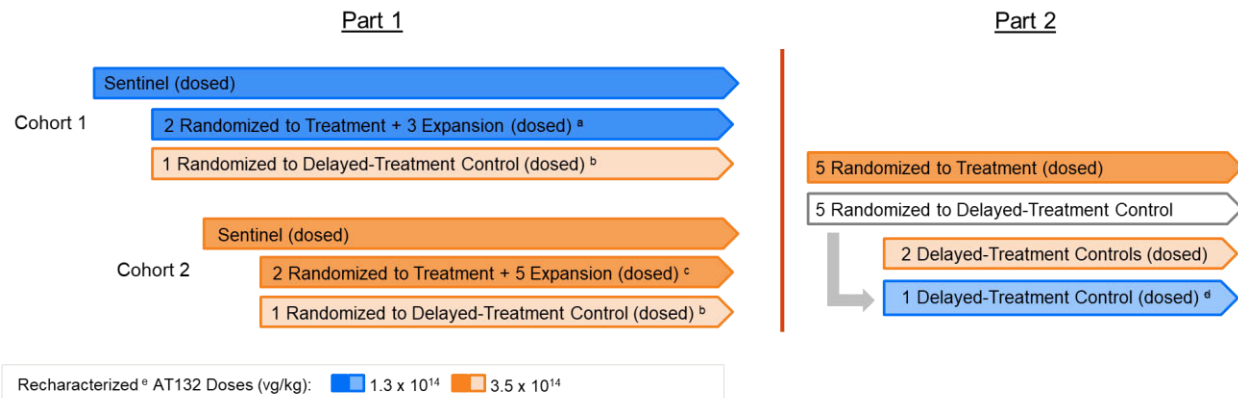 Part 1
Sentinel (dosed)
Cohort 1
2 Randomized to Treatment + 3 Expansion (dosed) ᵃ
1 Randomized to Delayed-Treatment Control (dosed) ᵇ
Sentinel (dosed)
Cohort 2
2 Randomized to Treatment + 5 Expansion (dosed) ᶜ
1 Randomized to Delayed-Treatment Control (dosed) ᵇ
Part 2
5 Randomized to Treatment (dosed)
5 Randomized to Delayed-Treatment Control
2 Delayed-Treatment Controls (dosed)
1 Delayed-Treatment Control (dosed) ᵈ
Recharacterized ᵉ AT132 Doses (vg/kg): 1.3 x 10¹⁴ 3.5 x 10¹⁴